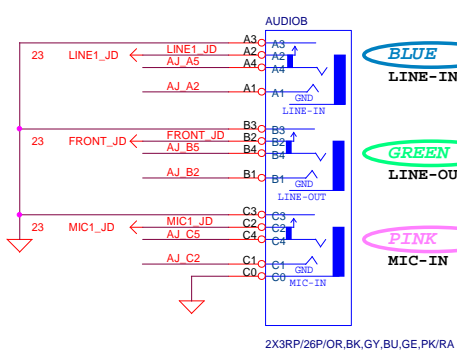 AUDIOB
A3 A3
23 LINE1_JD LINE1_JD A2 A2
AJ_A5 A4 A4
AJ_A2 A1 A1
GND
LINE-IN
BLUE
LINE-IN
B3 B3
23 FRONT_JD FRONT_JD B2 B2
AJ_B5 B4 B4
AJ_B2 B1 B1
GND
LINE-OUT
GREEN
LINE-OU
C3 C3
23 MIC1_JD MIC1_JD C2 C2
AJ_C5 C4 C4
AJ_C2 C1 C1
GND
C0 C0
MIC-IN
PINK
MIC-IN
2X3RP/26P/OR,BK,GY,BU,GE,PK/RA